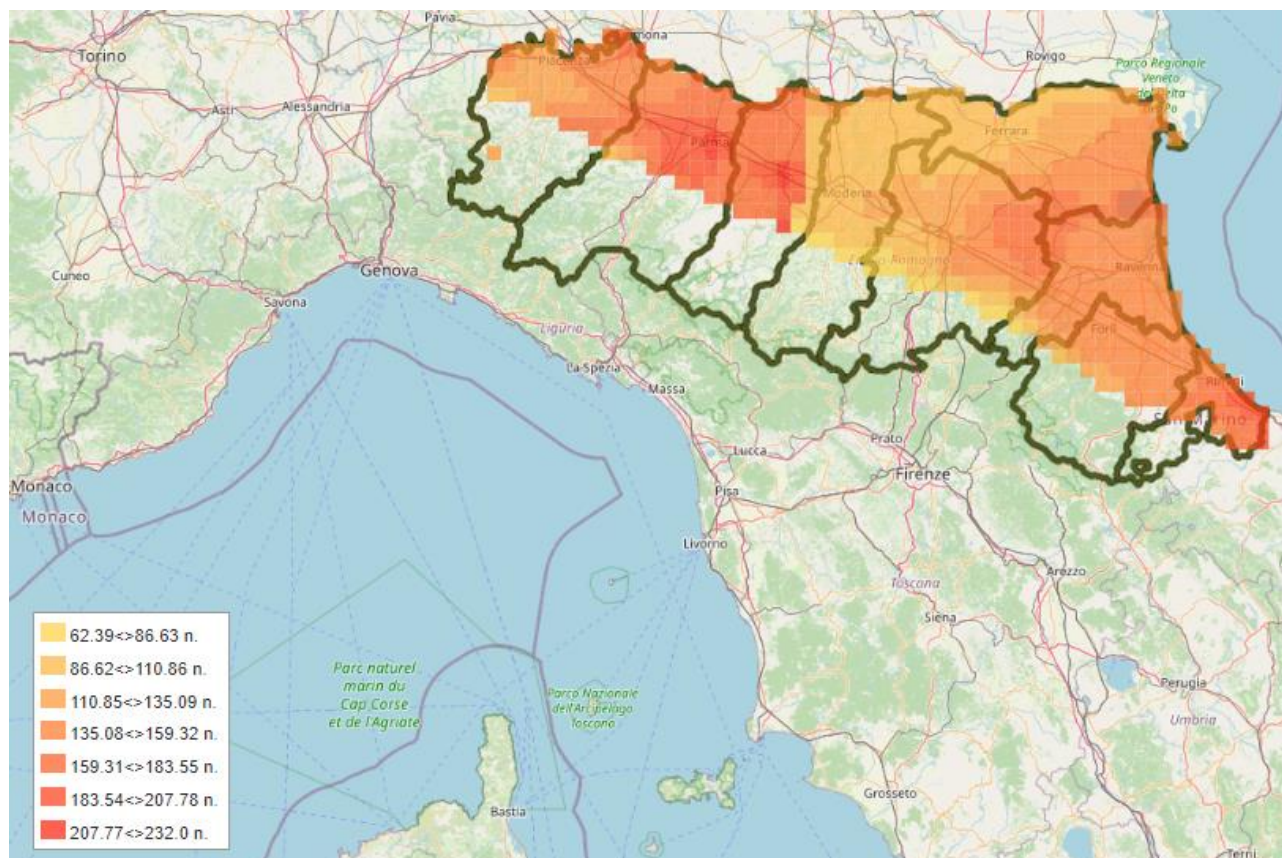 Pavia
Torino
Piacenza
Rovigo
Parco Regionale
Veneto
Asti
Alessandria
Ferrara
Parma
Modena
Cuneo
Genova
Savona
Ravenna
Liguria
Forlì
La Spezia
Massa
Rimini
San Marino
Prato
Lucca
Firenze
Monaco
Monaco
Pisa
Livorno
Arezzo
Toscana
Siena
Parc naturel
marin du
Cap Corse
et de l'Agriate
Parco Nazionale
dell'Arcipelago
Toscano
Perugia
Umbria
Grosseto
Bastia
Terni
62.39<>86.63 n.
86.62<>110.86 n.
110.85<>135.09 n.
135.08<>159.32 n.
159.31<>183.55 n.
183.54<>207.78 n.
207.77<>232.0 n.